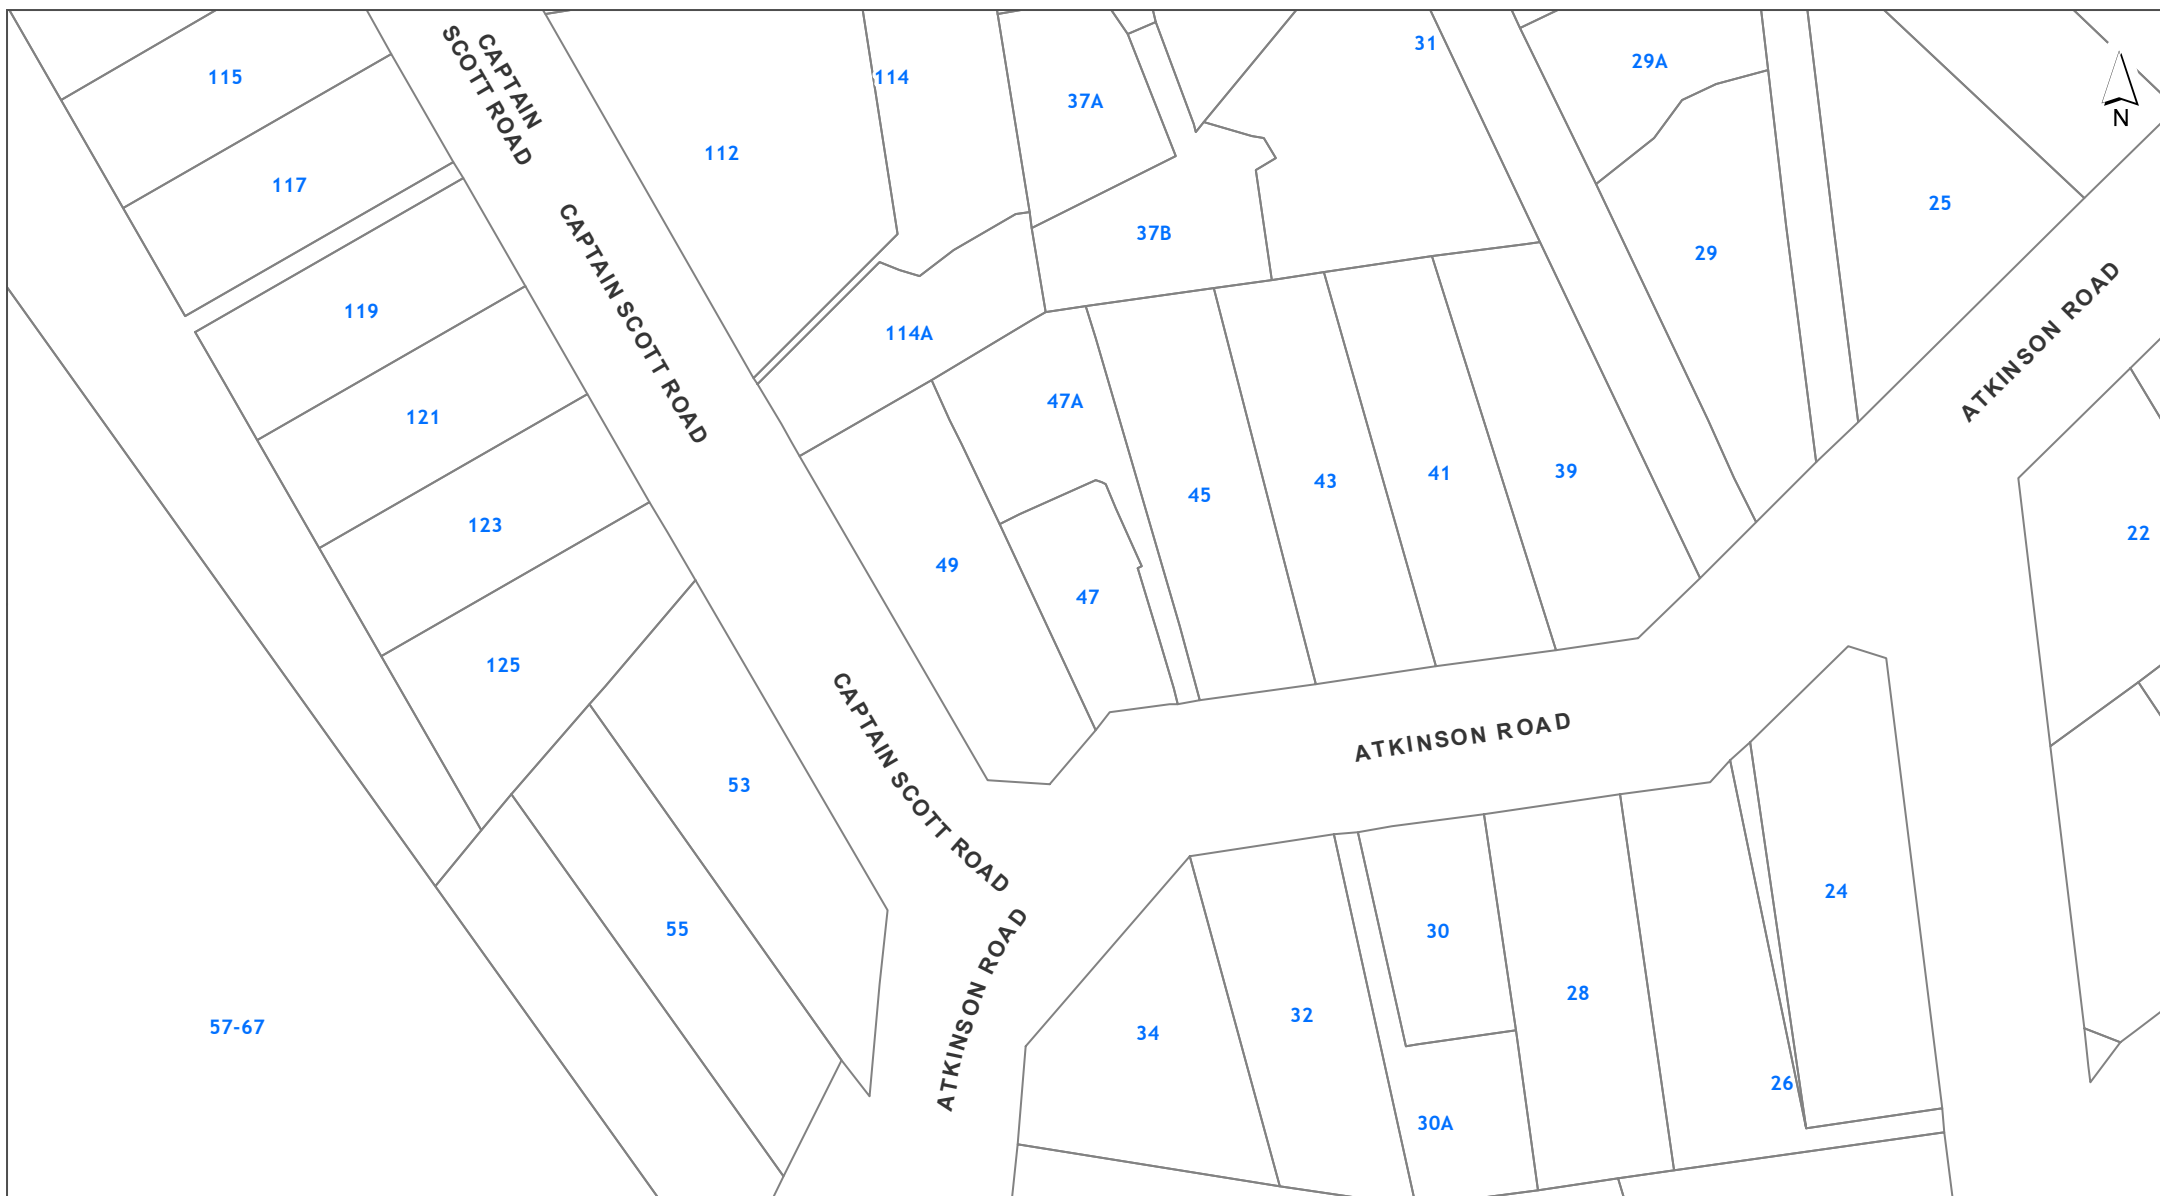 CAPTAIN
SCOTT ROAD
31
29A
115
114
37A
N
112
117
25
37B
29
CAPTAIN SCOTT ROAD
119
114A
ATKINSON ROAD
47A
121
39
41
43
45
123
22
49
47
125
CAPTAIN SCOTT ROAD
ATKINSON ROAD
53
24
55
30
28
ATKINSON ROAD
32
57-67
34
26
30A